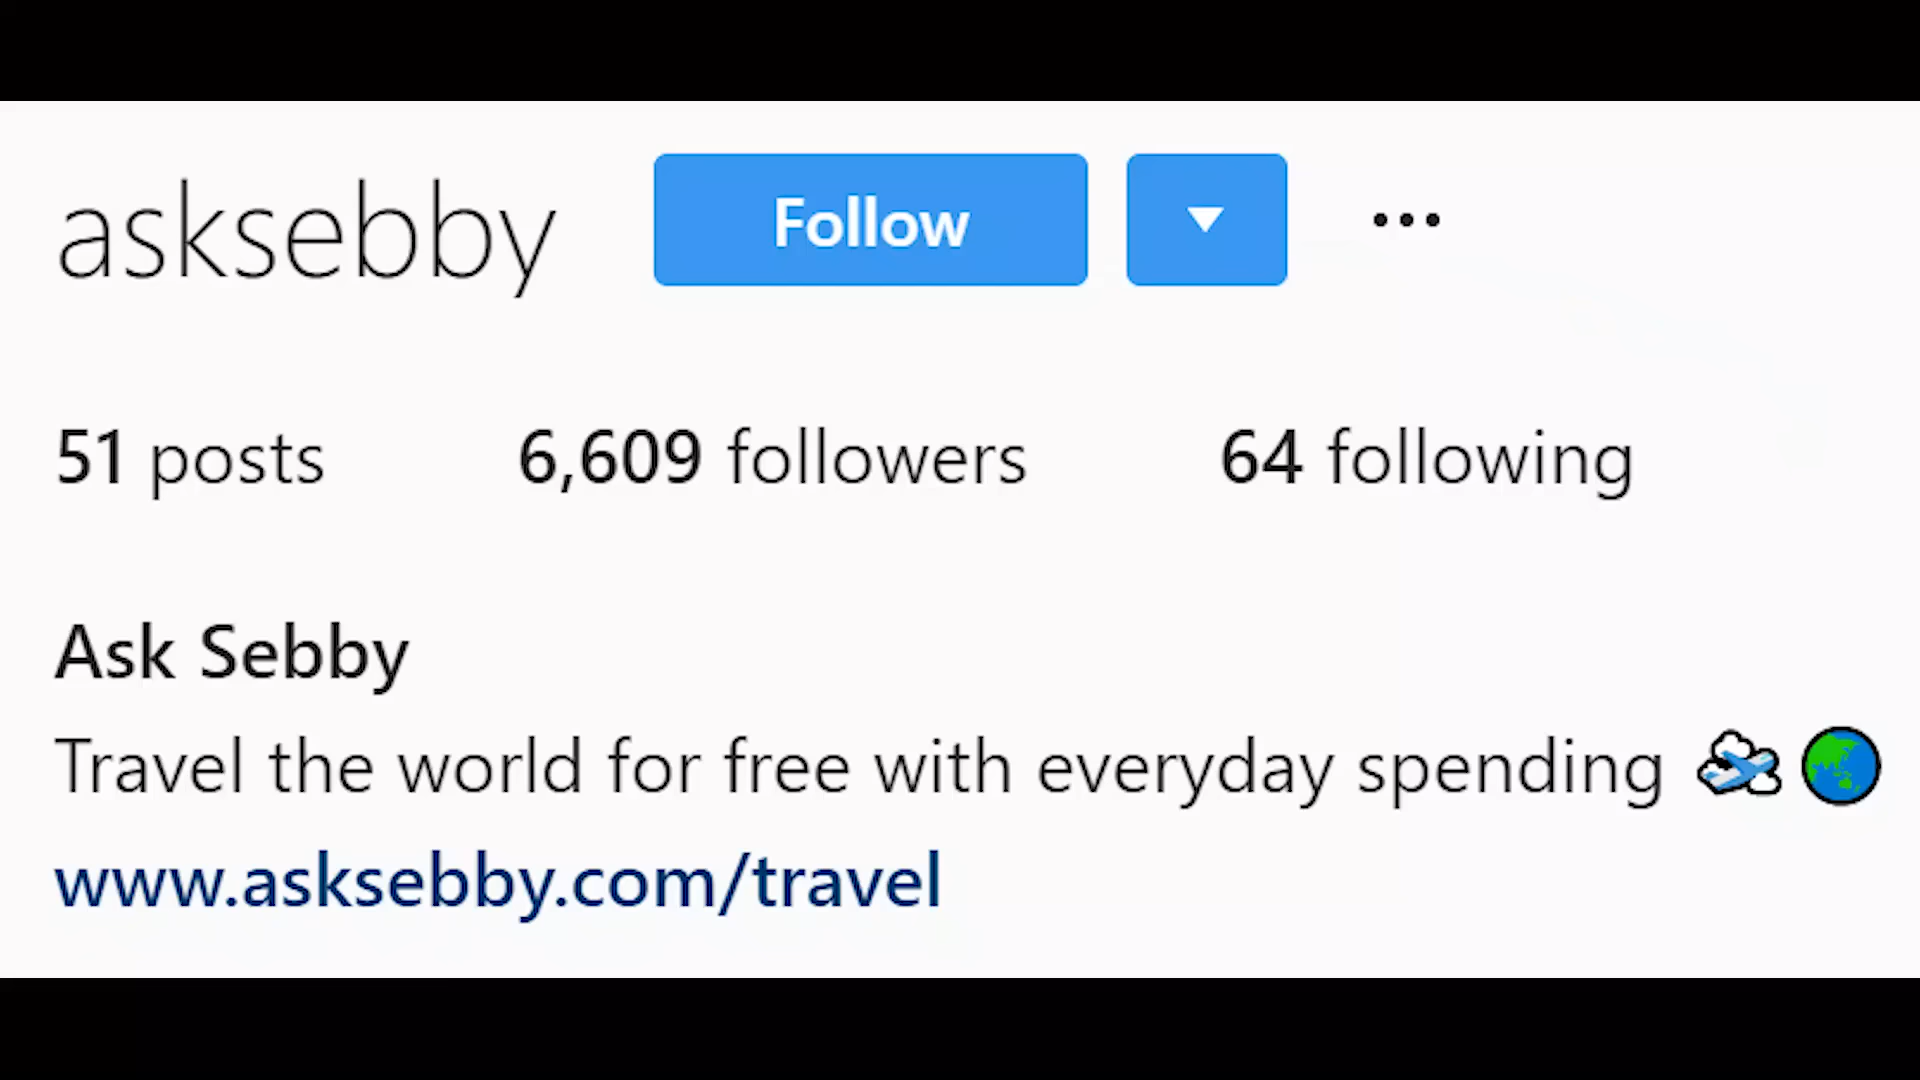 asksebby Follow ▼ •••
51 posts 6,609 followers 64 following
Ask Sebby
Travel the world for free with everyday spending 🛫🌏
www.asksebby.com/travel